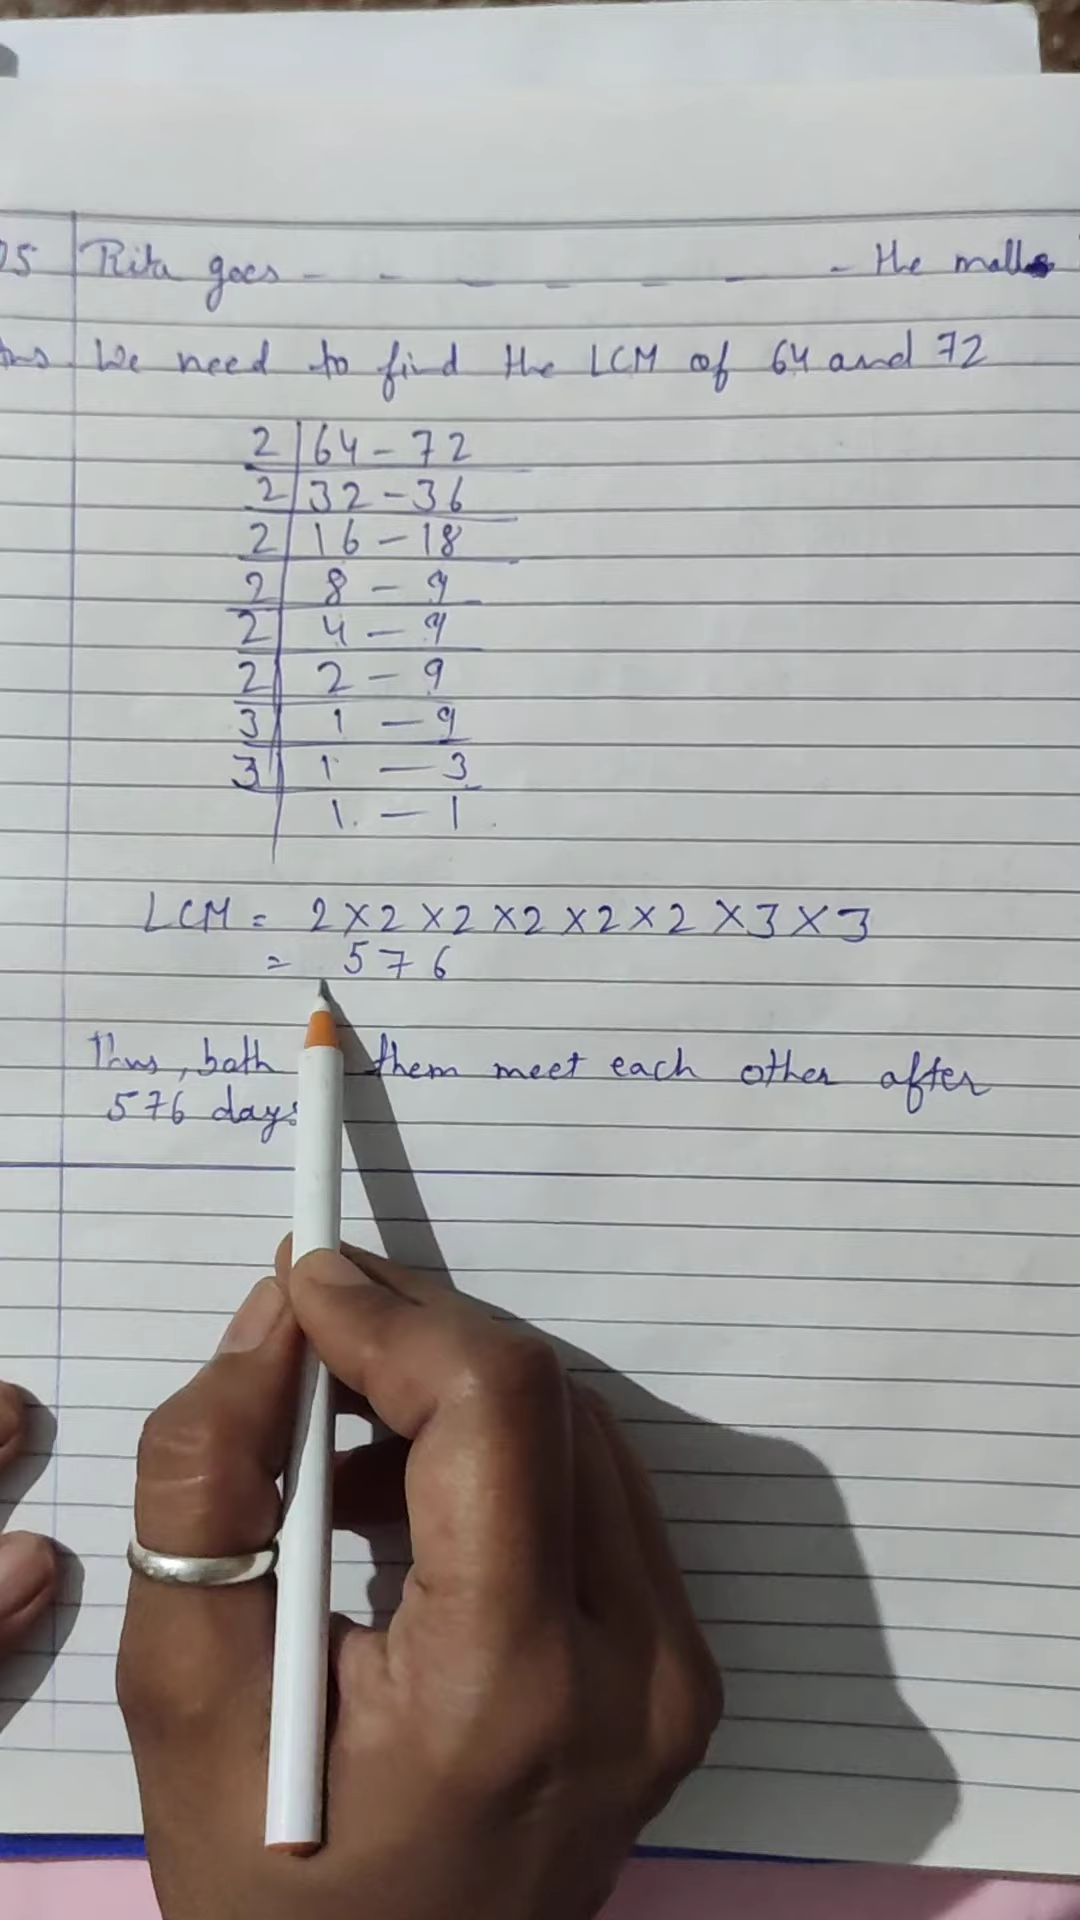 25 Rita goes - - - - - - - the malls
Ans. We need to find the LCM of 64 and 72
2 | 64 - 72
2 | 32 - 36
2 | 16 - 18
2 | 8 - 9
2 | 4 - 9
2 | 2 - 9
3 | 1 - 9
3 | 1 - 3
1 - 1
LCM = 2 × 2 × 2 × 2 × 2 × 2 × 3 × 3
= 576
Thus, both them meet each other after
576 days